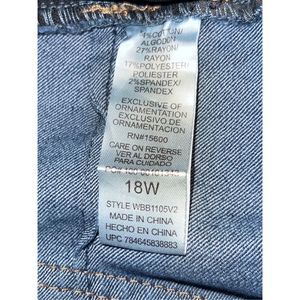 COTTON/
ALGODON
27%RAYON/
RAYON
17%POLYESTER/
POLIESTER
2%SPANDEX/
SPANDEX
EXCLUSIVE OF
ORNAMENTATION
EXCLUSIVO DE
ORNAMENTACION
RN#15600
CARE ON REVERSE
VER AL DORSO
PARA CUIDADO
18W
STYLE WBB1105V2
MADE IN CHINA
HECHO EN CHINA
UPC 784645838883